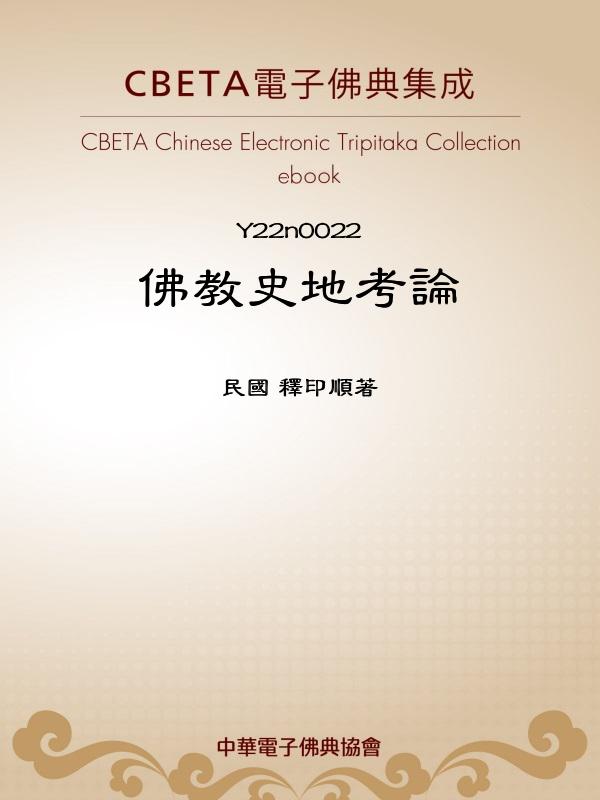 CBETA電子佛典集成
CBETA Chinese Electronic Tripitaka Collection
ebook
Y22n0022
佛教史地考論
民國 釋印順著
中華電子佛典協會